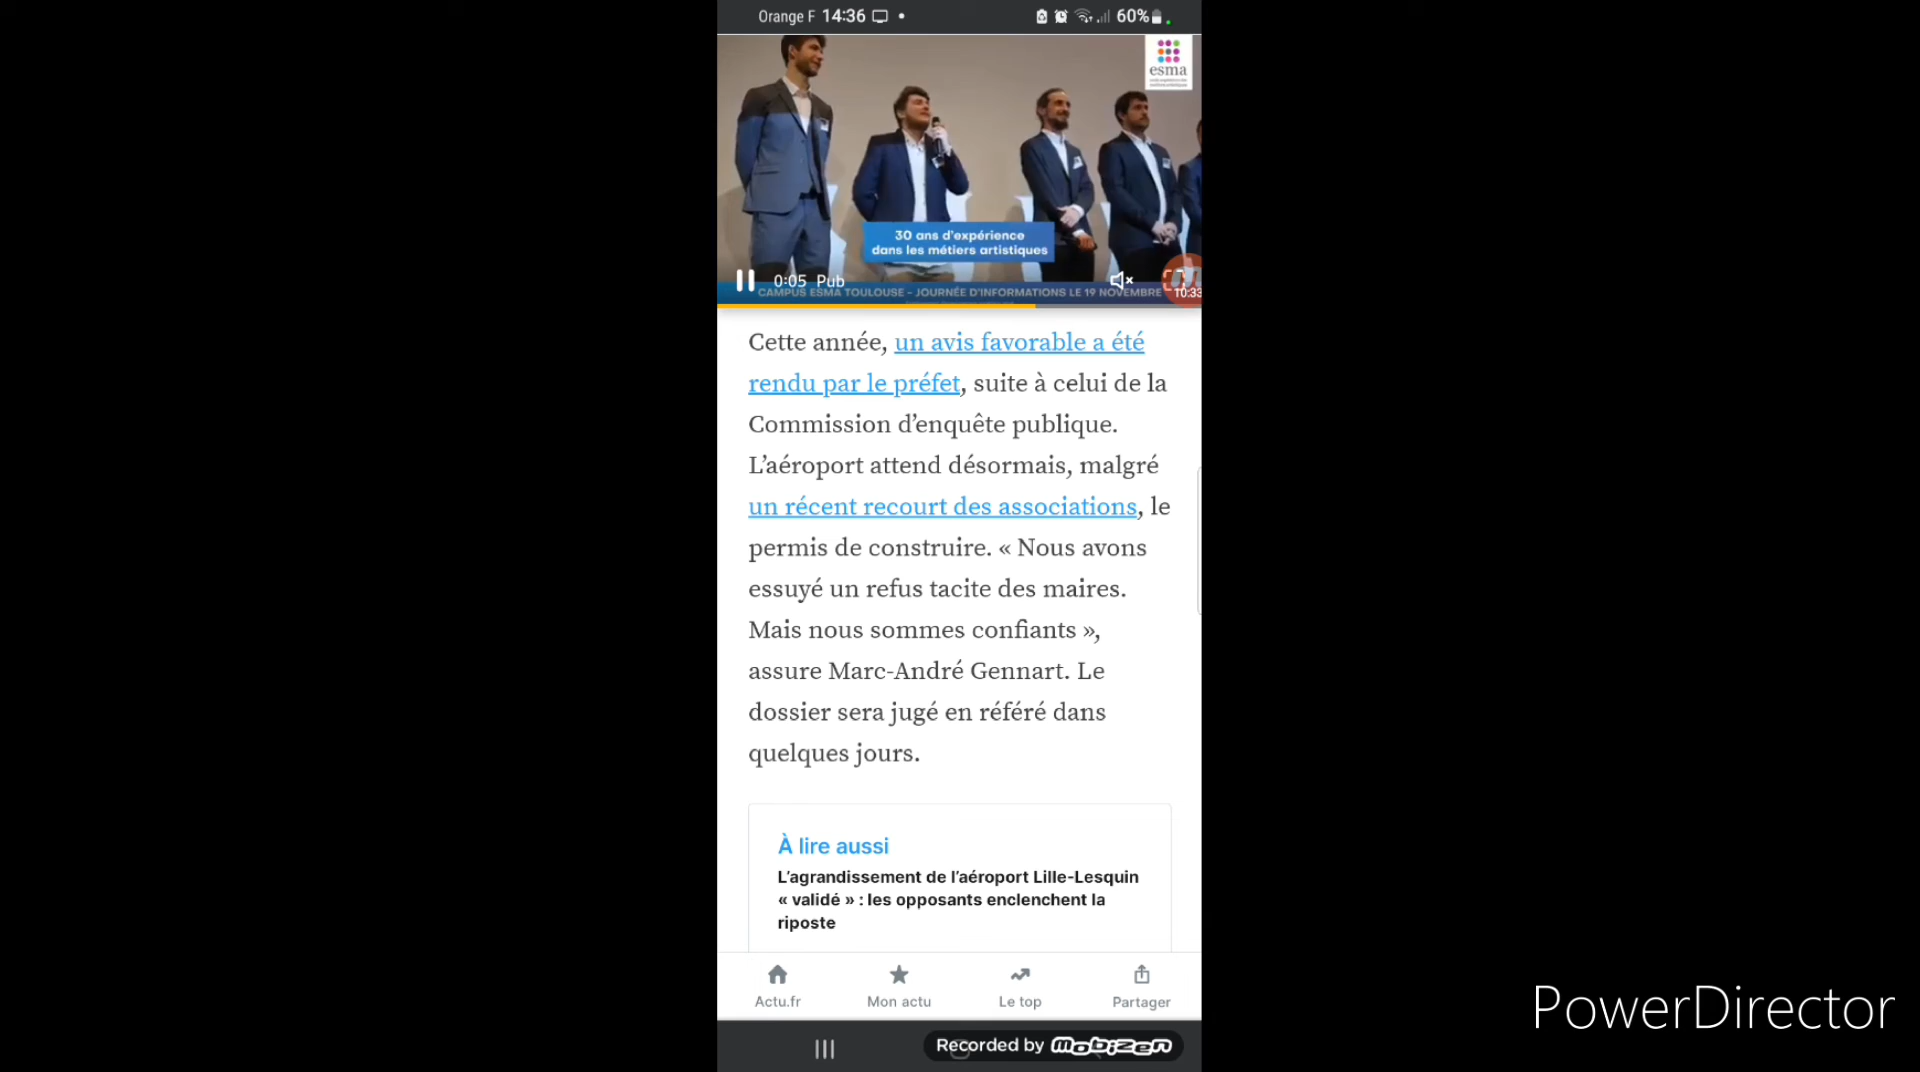 Orange F 14:36
60%
esma
30 ans d'expérience
dans les métiers artistiques
0:05 Pub
10:33
CAMPUS ESMA TOULOUSE - JOURNÉE D'INFORMATIONS LE 19 NOVEMBRE
Cette année, un avis favorable a été
rendu par le préfet, suite à celui de la
Commission d’enquête publique.
L’aéroport attend désormais, malgré
un récent recourt des associations, le
permis de construire. « Nous avons
essuyé un refus tacite des maires.
Mais nous sommes confiants »,
assure Marc-André Gennart. Le
dossier sera jugé en référé dans
quelques jours.
À lire aussi
L’agrandissement de l’aéroport Lille-Lesquin
« validé » : les opposants enclenchent la
riposte
Actu.fr
Mon actu
Le top
Partager
Recorded by mobizen
PowerDirector